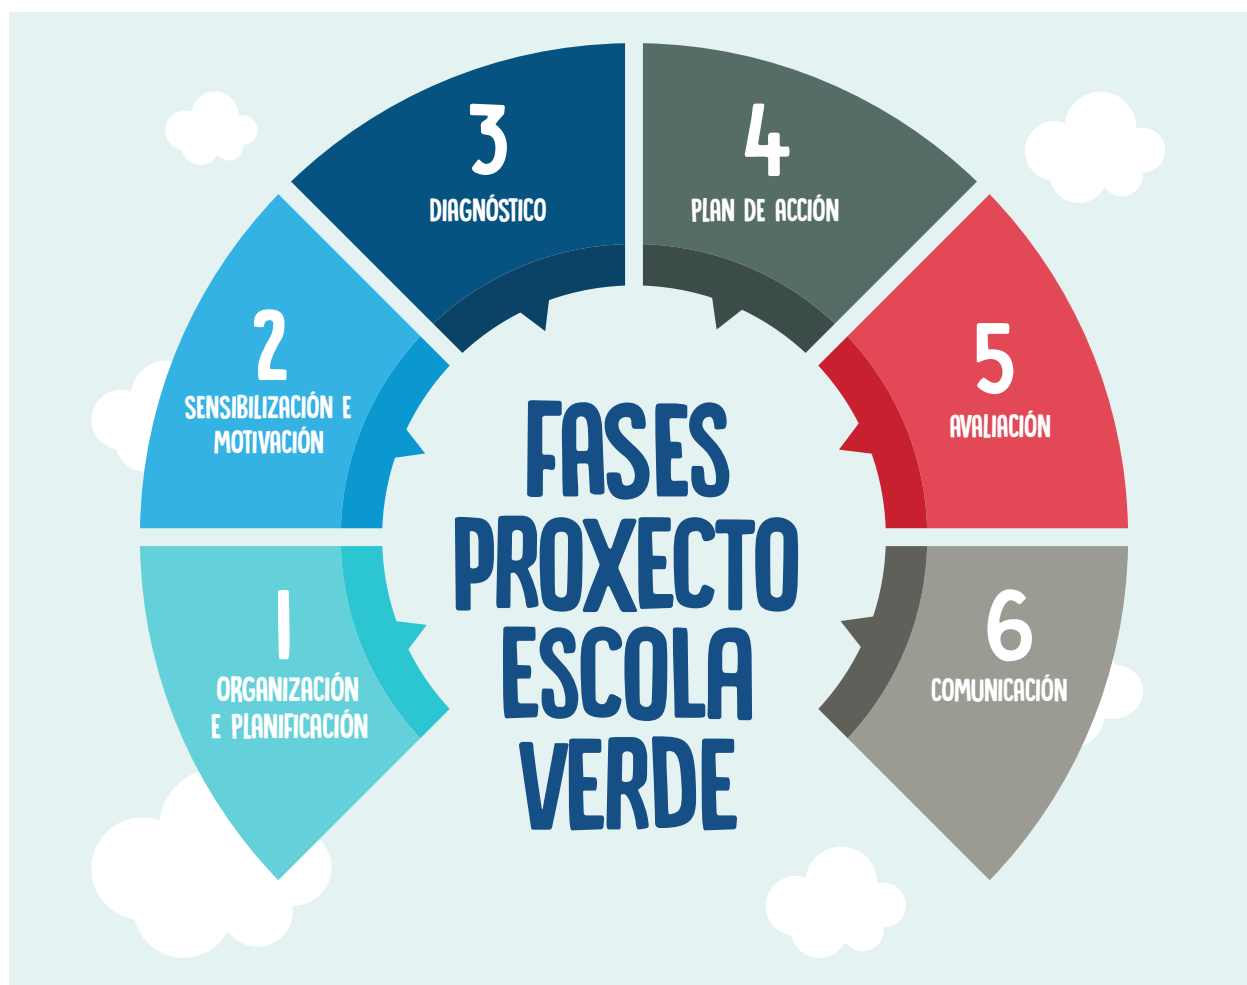 FASES
PROXECTO
ESCOLA
VERDE
1
ORGANIZACIÓN
E PLANIFICACIÓN
2
SENSIBILIZACIÓN E
MOTIVACIÓN
3
DIAGNÓSTICO
4
PLAN DE ACCIÓN
5
AVALIACIÓN
6
COMUNICACIÓN